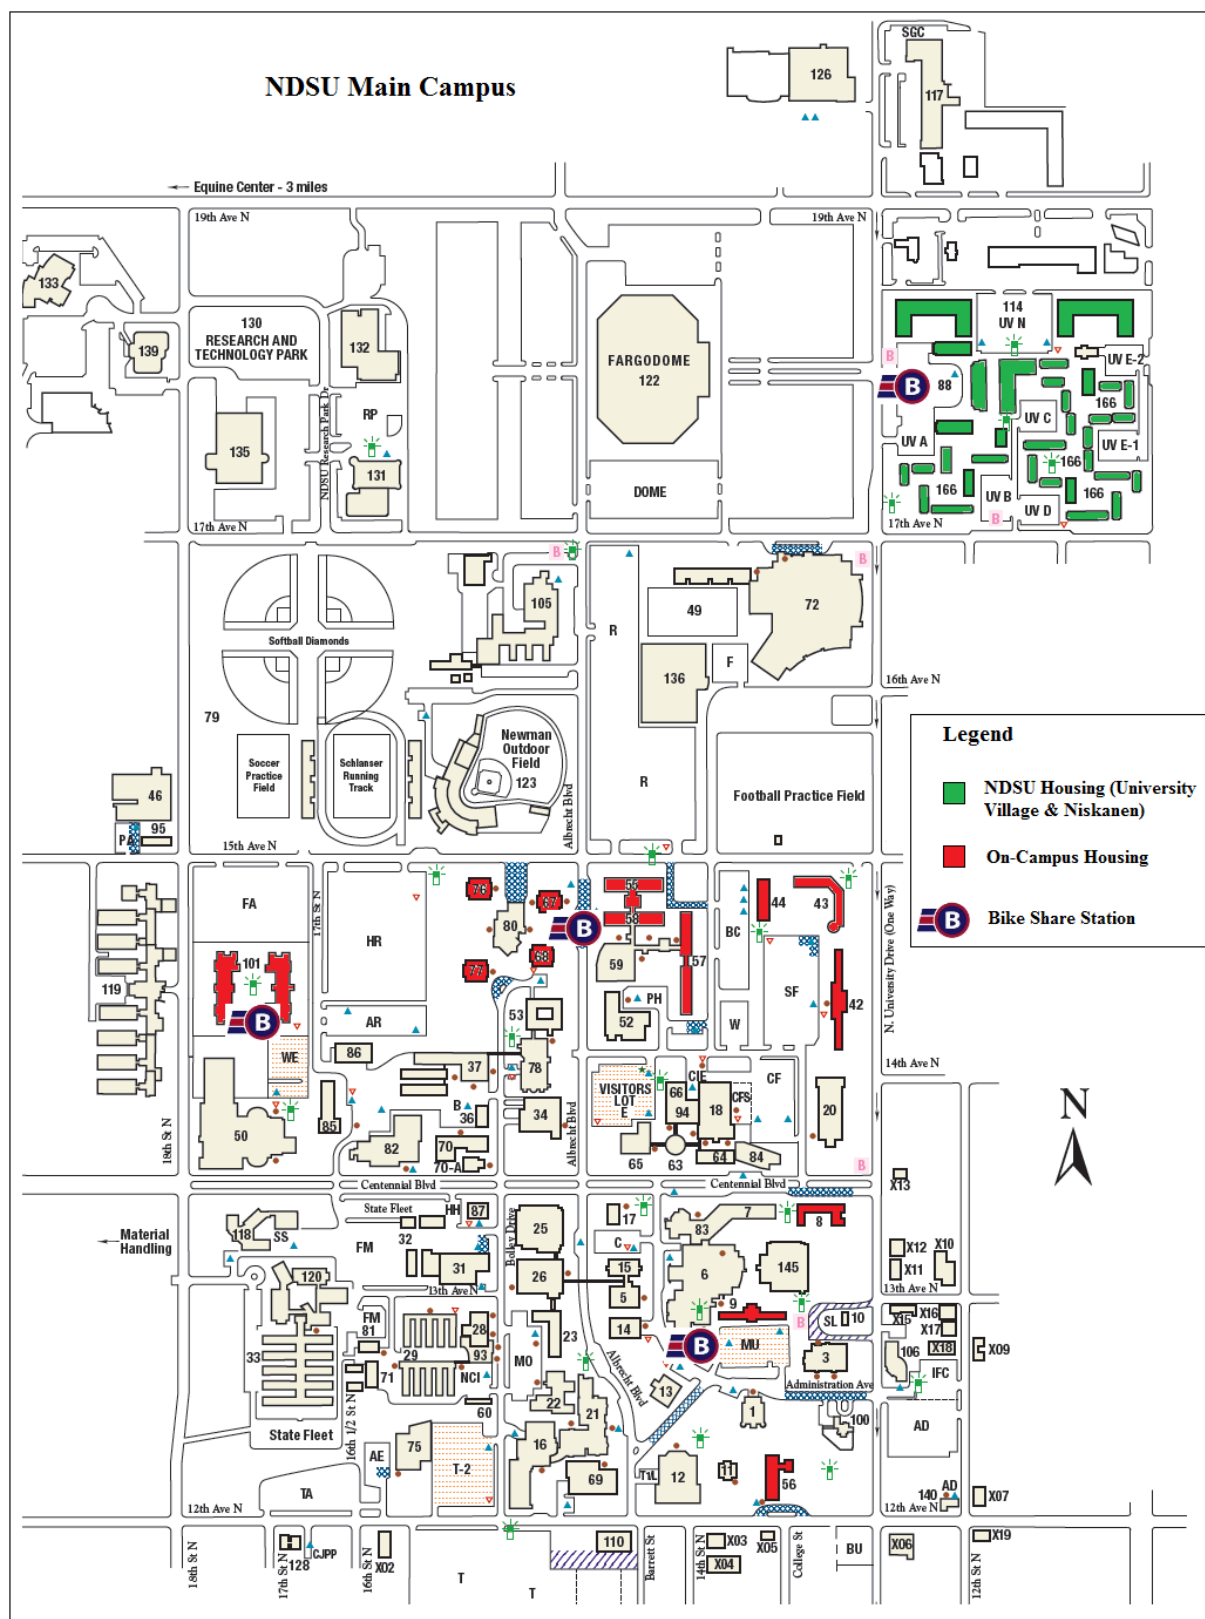 NDSU Main Campus
SGC
126
117
Equine Center - 3 miles
19th Ave N
19th Ave N
133
130
RESEARCH AND
TECHNOLOGY PARK
132
139
FARGODOME
122
114
UV N
B
UV E-2
B
88
166
UV C
RP
NDSU Research Park Dr
135
131
UV A
UV E-1
166
166
166
DOME
UV B
UV D
B
17th Ave N
17th Ave N
B
B
105
49
72
R
Softball Diamonds
F
136
16th Ave N
79
Newman
Outdoor
Field
123
Soccer
Practice
Field
Schlanser
Running
Track
R
Football Practice Field
Albrecht Blvd
46
95
PA
15th Ave N
Legend
NDSU Housing (University
Village & Niskanen)
On-Campus Housing
B
Bike Share Station
FA
17th St N
76
67
55
44
43
58
80
B
BC
HR
N. University Drive (One Way)
101
77
68
59
57
119
PH
SF
42
53
B
AR
52
W
WE
86
14th Ave N
37
78
VISITORS
LOT
E
CIE
66
CF
CFS
94
18
20
B
36
34
85
50
82
70
70-A
65
63
64
84
Albrecht Blvd
18th St N
B
Centennial Blvd
Centennial Blvd
X13
State Fleet
HH
87
17
7
8
118
SS
32
FM
Bolley Drive
25
83
C
Material
Handling
X12
X10
X11
31
26
15
6
145
120
13th Ave N
13th Ave N
5
9
FM
81
28
23
14
SL
10
X15
X16
X17
B
B
MU
33
29
93
MO
3
106
X18
X09
71
NCI
Albrecht Blvd
Administration Ave
IFC
13
22
21
1
60
16th 1/2 St N
100
AD
State Fleet
75
16
AE
T-2
69
12
11
56
TA
AD
140
X07
12th Ave N
12th Ave N
110
X03
X05
BU
X06
X19
128
CJPP
X02
X04
18th St N
17th St N
16th St N
T
T
Barrett St
14th St N
College St
12th St N
N